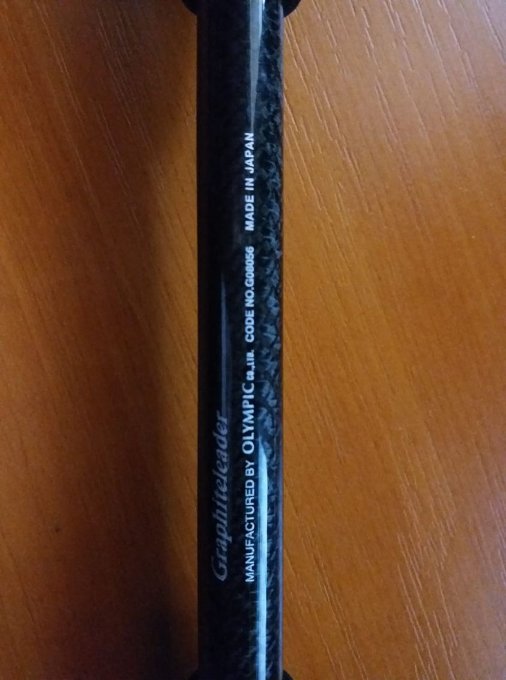 Graphiteleader
MANUFACTURED BY OLYMPIC CO.,LTD. CODE NO.G08056 MADE IN JAPAN